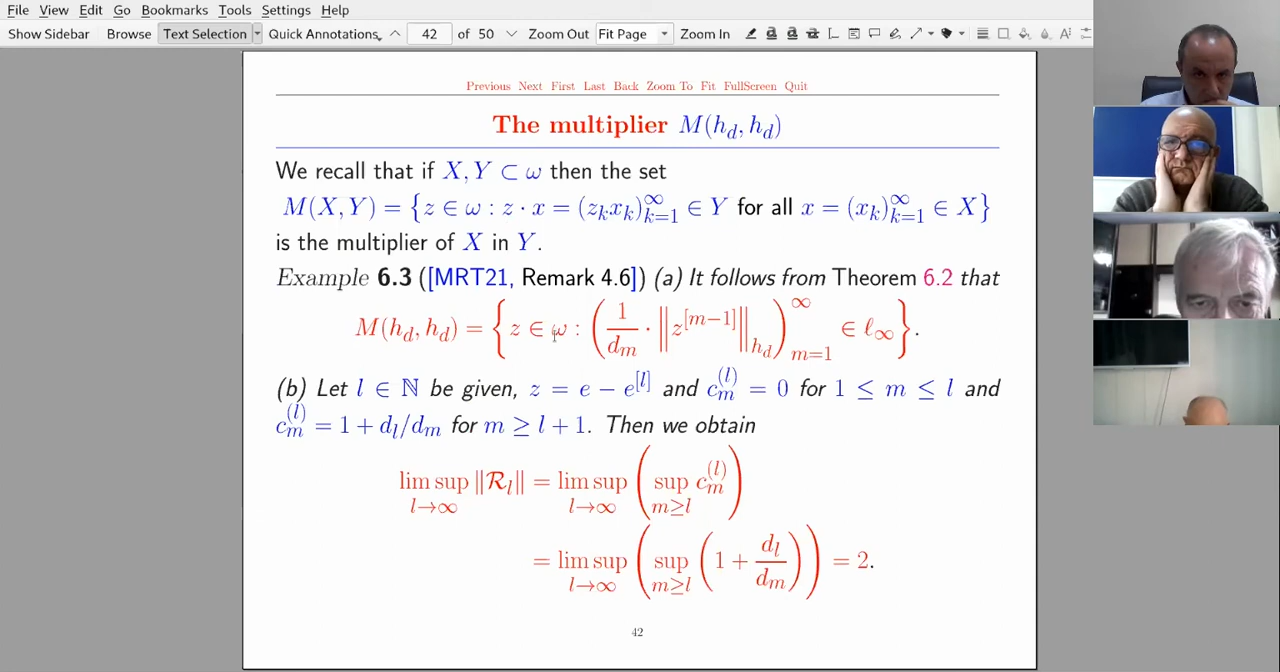 File View Edit Go Bookmarks Tools Settings Help
Show Sidebar Browse Text Selection Quick Annotations 42 of 50 Zoom Out Fit Page Zoom In
Previous Next First Last Back Zoom To Fit FullScreen Quit
The multiplier M(h_d, h_d)
We recall that if X, Y ⊂ ω then the set
M(X, Y) = {z ∈ ω : z · x = (z_k x_k)_{k=1}^∞ ∈ Y for all x = (x_k)_{k=1}^∞ ∈ X}
is the multiplier of X in Y.
Example 6.3 ([MRT21, Remark 4.6]) (a) It follows from Theorem 6.2 that
M(h_d, h_d) = { z ∈ ω : ( 1/d_m · ‖z^{[m−1]}‖_{h_d} )_{m=1}^∞ ∈ ℓ_∞ }.
(b) Let l ∈ ℕ be given, z = e − e^{[l]} and c_m^{(l)} = 0 for 1 ≤ m ≤ l and
c_m^{(l)} = 1 + d_l/d_m for m ≥ l + 1. Then we obtain
lim sup_{l→∞} ‖ℛ_l‖ = lim sup_{l→∞} ( sup_{m≥l} c_m^{(l)} )
= lim sup_{l→∞} ( sup_{m≥l} ( 1 + d_l/d_m ) ) = 2.
42